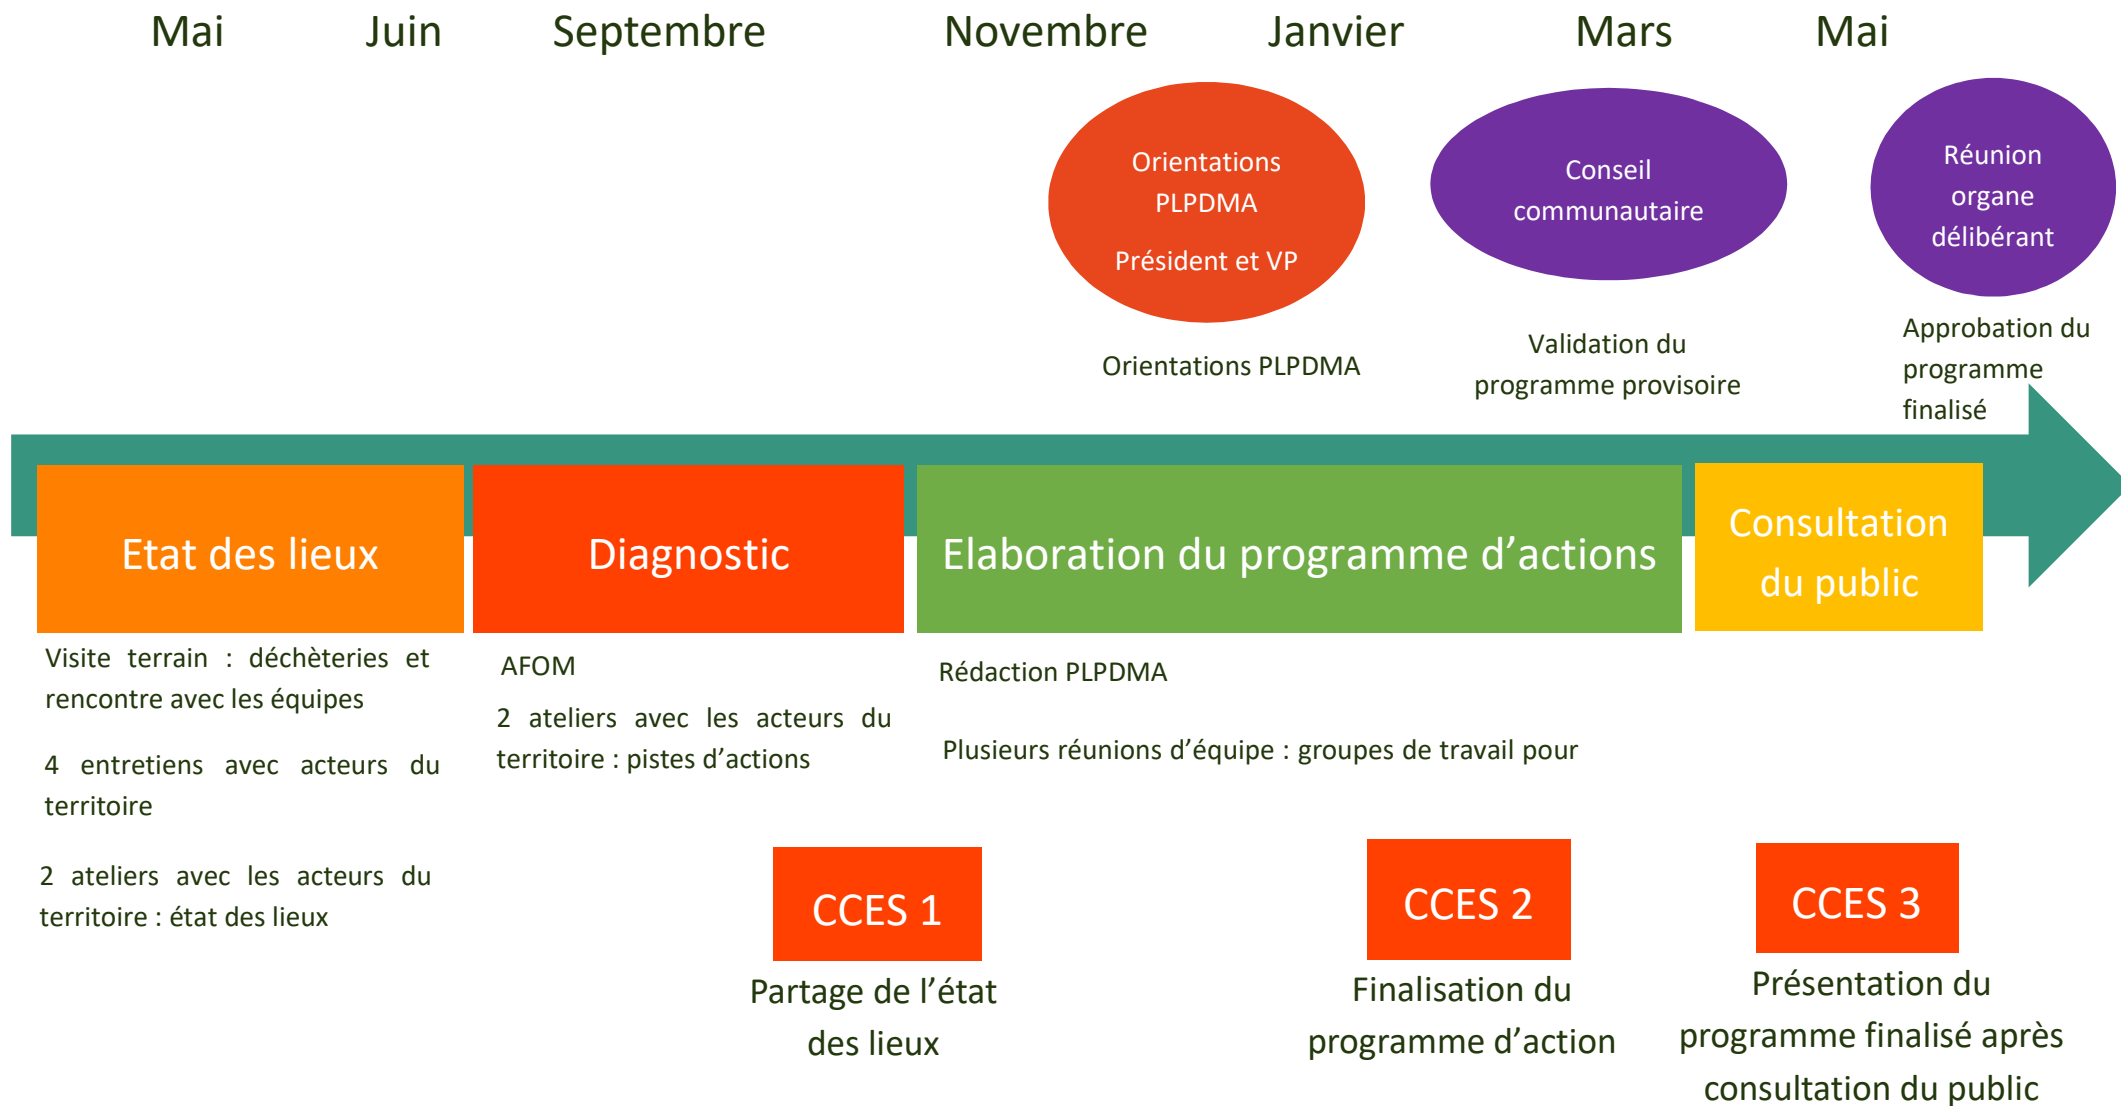 Mai Juin Septembre Novembre Janvier Mars Mai
Orientations
PLPDMA
Président et VP
Conseil
communautaire
Réunion
organe
délibérant
Orientations PLPDMA
Validation du
programme provisoire
Approbation du
programme
finalisé
Etat des lieux
Diagnostic
Elaboration du programme d’actions
Consultation
du public
Visite terrain : déchèteries et
rencontre avec les équipes
4 entretiens avec acteurs du
territoire
2 ateliers avec les acteurs du
territoire : état des lieux
AFOM
2 ateliers avec les acteurs du
territoire : pistes d’actions
Rédaction PLPDMA
Plusieurs réunions d’équipe : groupes de travail pour
CCES 1
Partage de l’état
des lieux
CCES 2
Finalisation du
programme d’action
CCES 3
Présentation du
programme finalisé après
consultation du public